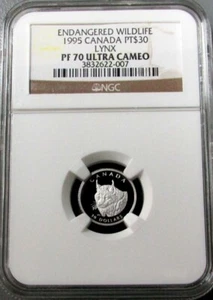 ENDANGERED WILDLIFE
1995 CANADA PT$30
LYNX
PF 70 ULTRA CAMEO
3832622-007
NGC
CANADA
30 DOLLARS